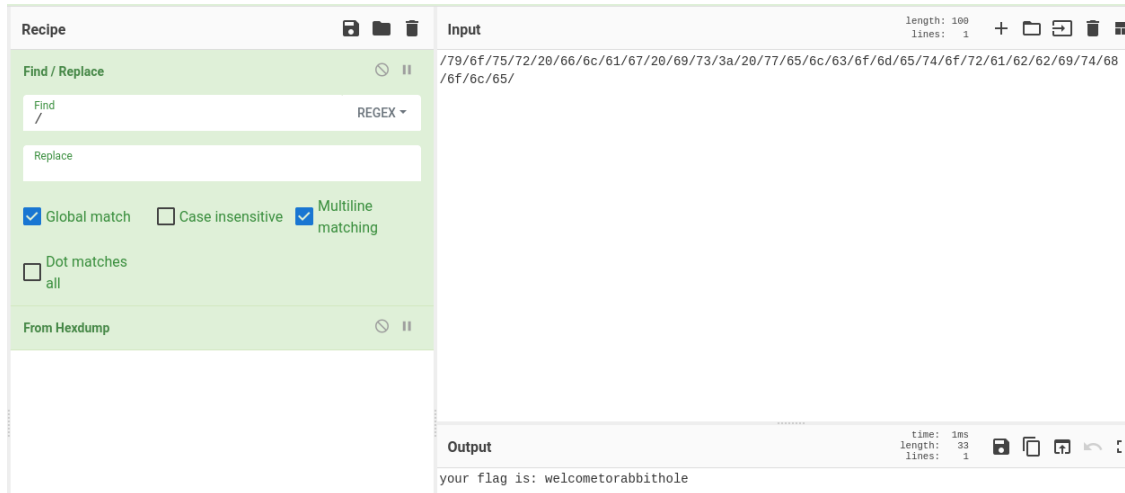 Recipe
Find / Replace
Find
/
REGEX
Replace
Global match
Case insensitive
Multiline matching
Dot matches all
From Hexdump
Input
length: 100
lines: 1
/79/6f/75/72/20/66/6c/61/67/20/69/73/3a/20/77/65/6c/63/6f/6d/65/74/6f/72/61/62/62/69/74/68
/6f/6c/65/
Output
time: 1ms
length: 33
lines: 1
your flag is: welcometorabbithole